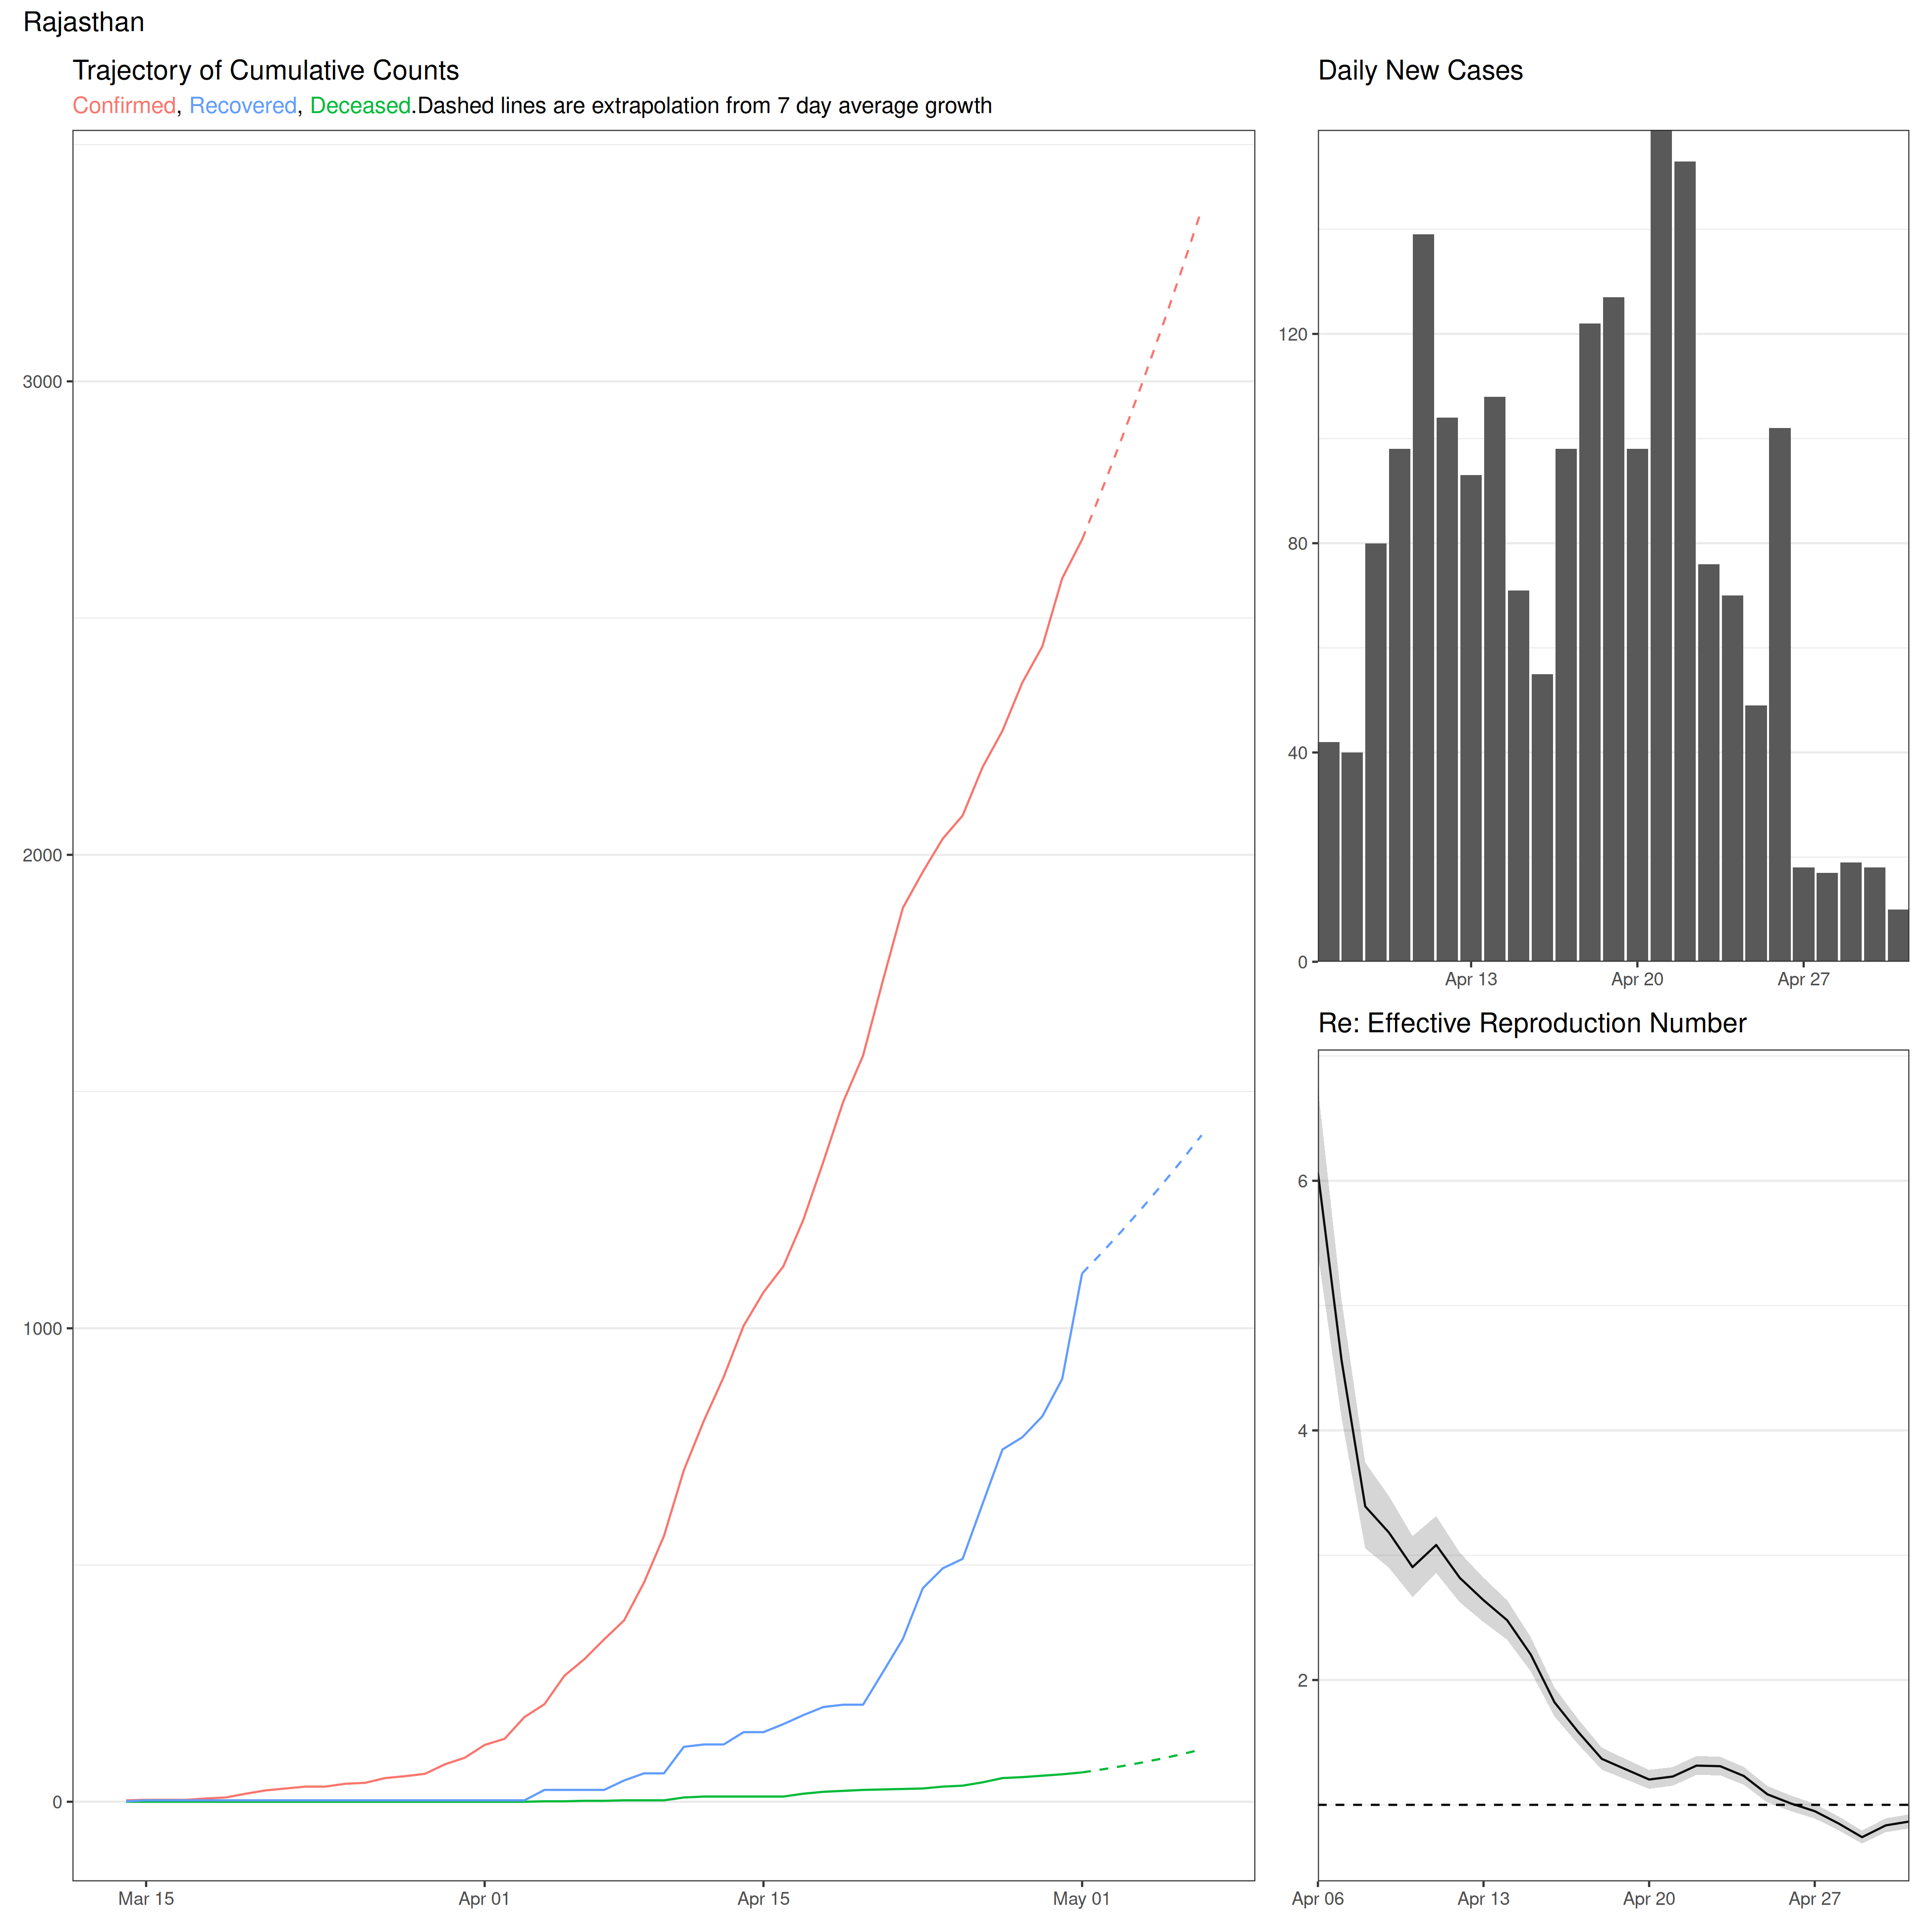 Rajasthan
Trajectory of Cumulative Counts
Confirmed, Recovered, Deceased.Dashed lines are extrapolation from 7 day average growth
3000
2000
1000
0
Mar 15 Apr 01 Apr 15 May 01
Daily New Cases
120
80
40
0
Apr 13 Apr 20 Apr 27
Re: Effective Reproduction Number
6
4
2
Apr 06 Apr 13 Apr 20 Apr 27